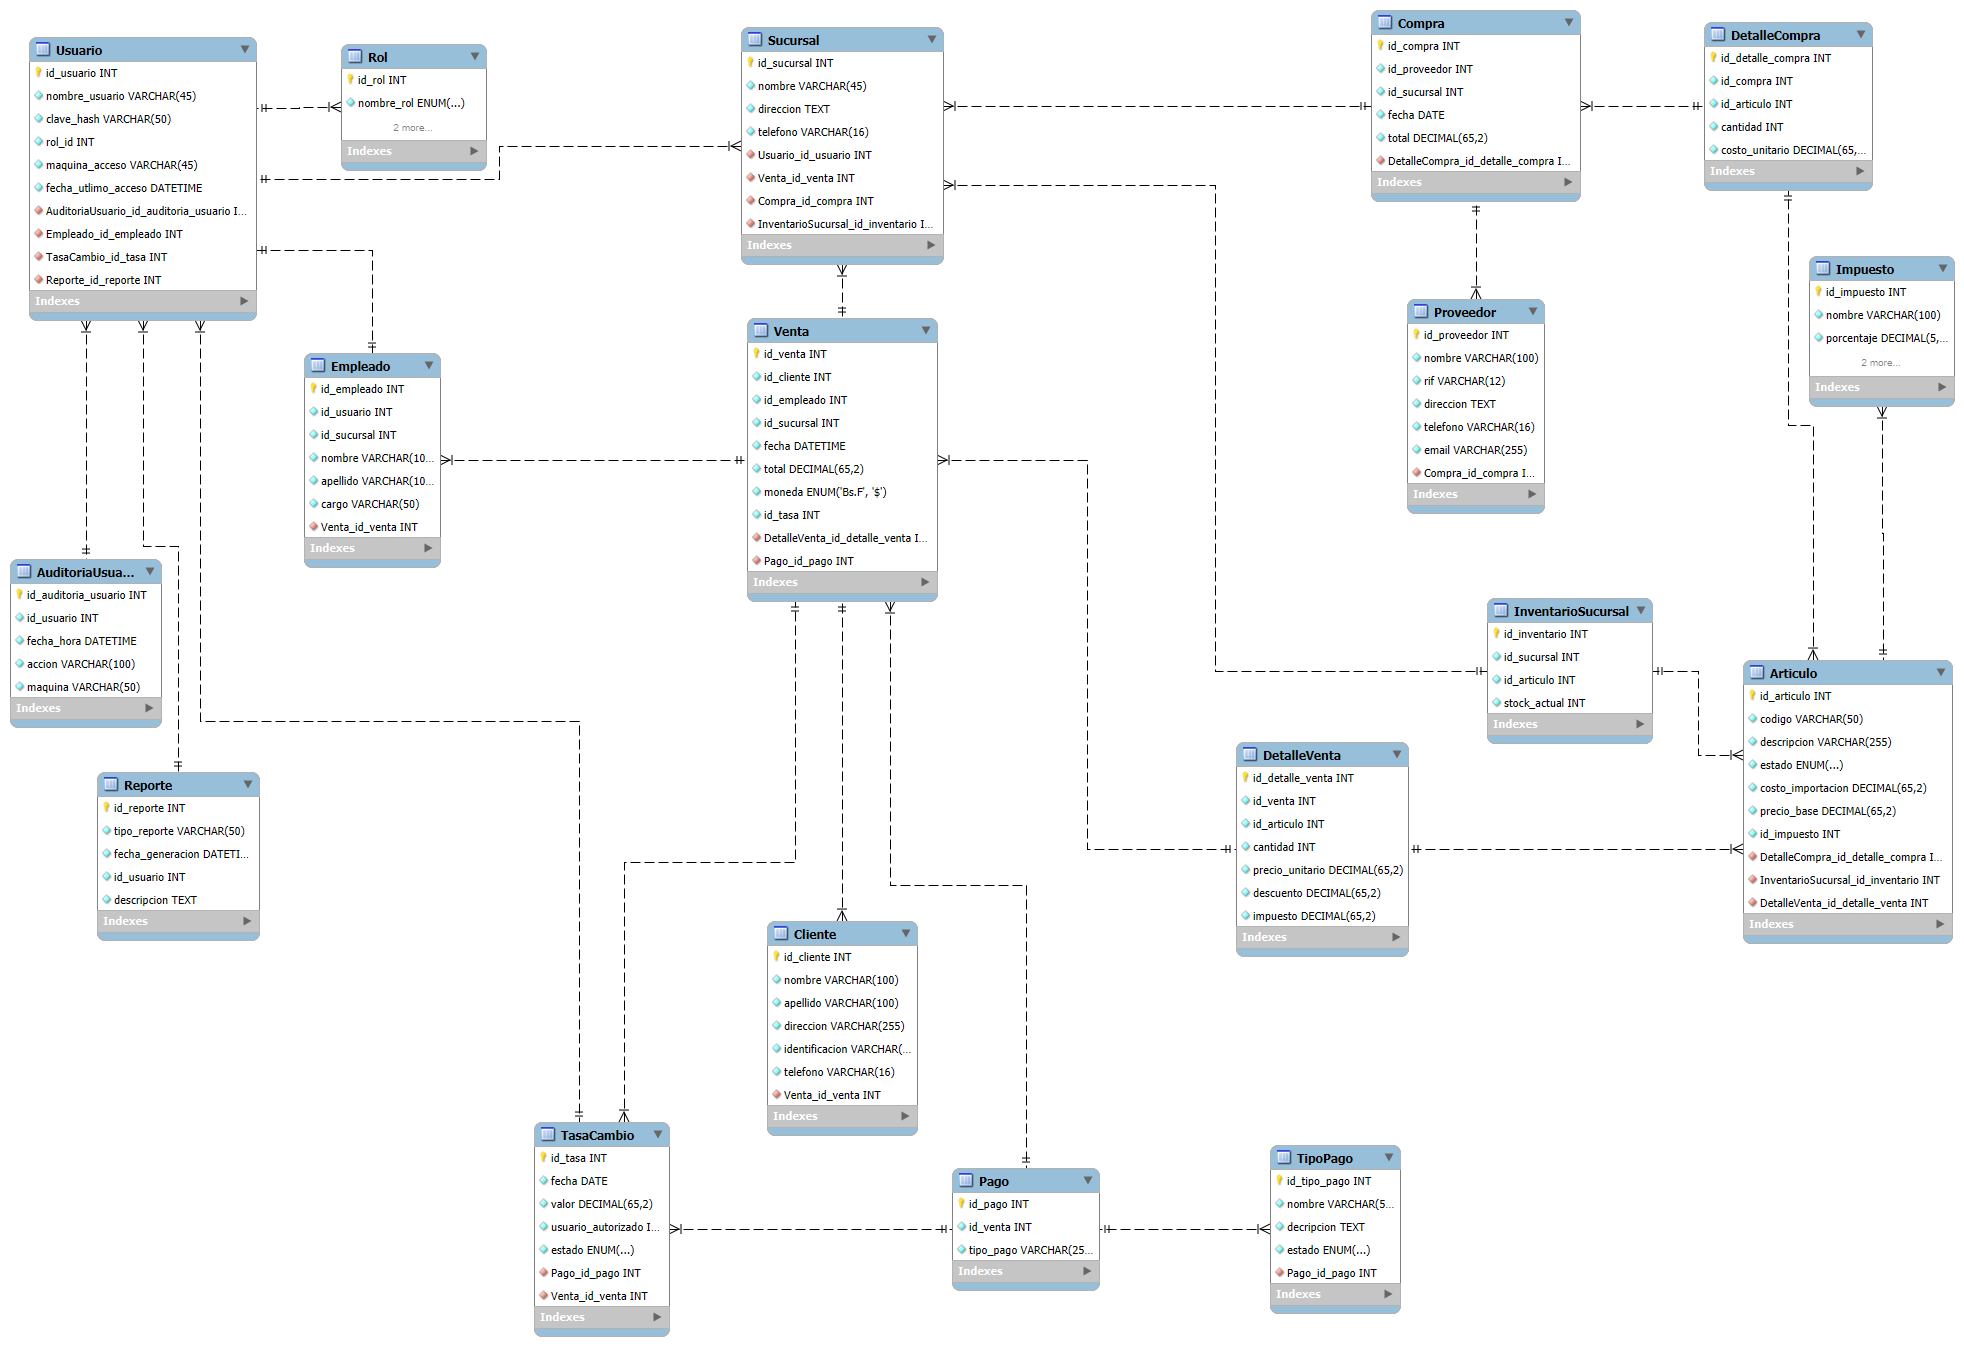 Usuario
id_usuario INT
nombre_usuario VARCHAR(45)
clave_hash VARCHAR(50)
rol_id INT
maquina_acceso VARCHAR(45)
fecha_utlimo_acceso DATETIME
AuditoriaUsuario_id_auditoria_usuario I...
Empleado_id_empleado INT
TasaCambio_id_tasa INT
Reporte_id_reporte INT
Indexes
Rol
id_rol INT
nombre_rol ENUM(...)
2 more...
Indexes
Sucursal
id_sucursal INT
nombre VARCHAR(45)
direccion TEXT
telefono VARCHAR(16)
Usuario_id_usuario INT
Venta_id_venta INT
Compra_id_compra INT
InventarioSucursal_id_inventario I...
Indexes
Compra
id_compra INT
id_proveedor INT
id_sucursal INT
fecha DATE
total DECIMAL(65,2)
DetalleCompra_id_detalle_compra I...
Indexes
DetalleCompra
id_detalle_compra INT
id_compra INT
id_articulo INT
cantidad INT
costo_unitario DECIMAL(65,...
Indexes
Impuesto
id_impuesto INT
nombre VARCHAR(100)
porcentaje DECIMAL(5,...
2 more...
Indexes
Proveedor
id_proveedor INT
nombre VARCHAR(100)
rif VARCHAR(12)
direccion TEXT
telefono VARCHAR(16)
email VARCHAR(255)
Compra_id_compra I...
Indexes
Empleado
id_empleado INT
id_usuario INT
id_sucursal INT
nombre VARCHAR(10...
apellido VARCHAR(10...
cargo VARCHAR(50)
Venta_id_venta INT
Indexes
Venta
id_venta INT
id_cliente INT
id_empleado INT
id_sucursal INT
fecha DATETIME
total DECIMAL(65,2)
moneda ENUM('Bs.F', '$')
id_tasa INT
DetalleVenta_id_detalle_venta I...
Pago_id_pago INT
Indexes
AuditoriaUsua...
id_auditoria_usuario INT
id_usuario INT
fecha_hora DATETIME
accion VARCHAR(100)
maquina VARCHAR(50)
Indexes
Reporte
id_reporte INT
tipo_reporte VARCHAR(50)
fecha_generacion DATETI...
id_usuario INT
descripcion TEXT
Indexes
InventarioSucursal
id_inventario INT
id_sucursal INT
id_articulo INT
stock_actual INT
Indexes
Articulo
id_articulo INT
codigo VARCHAR(50)
descripcion VARCHAR(255)
estado ENUM(...)
costo_importacion DECIMAL(65,2)
precio_base DECIMAL(65,2)
id_impuesto INT
DetalleCompra_id_detalle_compra I...
InventarioSucursal_id_inventario INT
DetalleVenta_id_detalle_venta INT
Indexes
DetalleVenta
id_detalle_venta INT
id_venta INT
id_articulo INT
cantidad INT
precio_unitario DECIMAL(65,2)
descuento DECIMAL(65,2)
impuesto DECIMAL(65,2)
Indexes
Cliente
id_cliente INT
nombre VARCHAR(100)
apellido VARCHAR(100)
direccion VARCHAR(255)
identificacion VARCHAR(...
telefono VARCHAR(16)
Venta_id_venta INT
Indexes
TasaCambio
id_tasa INT
fecha DATE
valor DECIMAL(65,2)
usuario_autorizado I...
estado ENUM(...)
Pago_id_pago INT
Venta_id_venta INT
Indexes
Pago
id_pago INT
id_venta INT
tipo_pago VARCHAR(25...
Indexes
TipoPago
id_tipo_pago INT
nombre VARCHAR(5...
decripcion TEXT
estado ENUM(...)
Pago_id_pago INT
Indexes